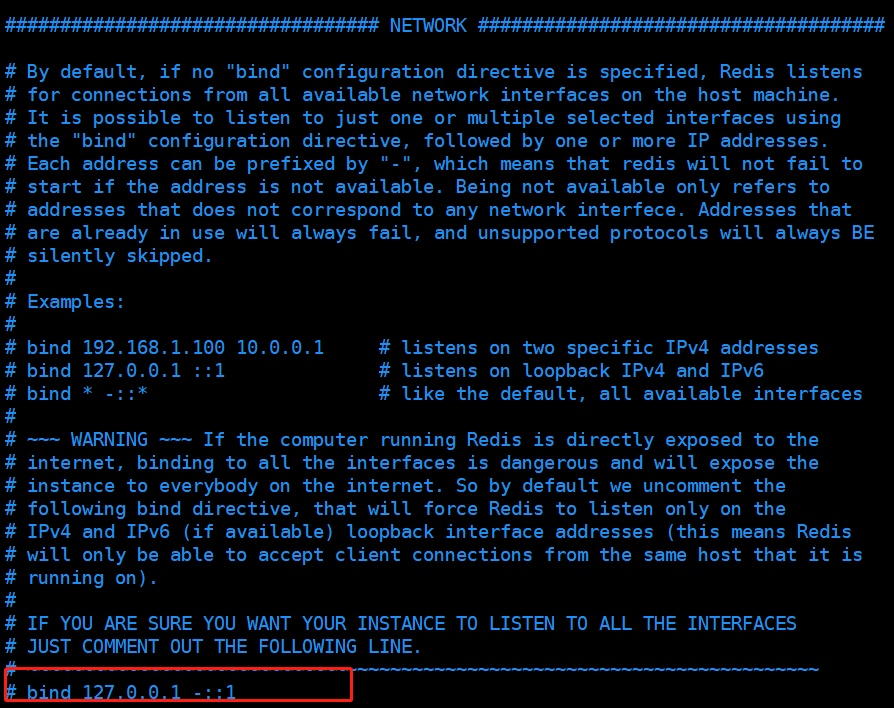 ################################## NETWORK #####################################
# By default, if no "bind" configuration directive is specified, Redis listens
# for connections from all available network interfaces on the host machine.
# It is possible to listen to just one or multiple selected interfaces using
# the "bind" configuration directive, followed by one or more IP addresses.
# Each address can be prefixed by "-", which means that redis will not fail to
# start if the address is not available. Being not available only refers to
# addresses that does not correspond to any network interfece. Addresses that
# are already in use will always fail, and unsupported protocols will always BE
# silently skipped.
#
# Examples:
#
# bind 192.168.1.100 10.0.0.1     # listens on two specific IPv4 addresses
# bind 127.0.0.1 ::1              # listens on loopback IPv4 and IPv6
# bind * -::*                     # like the default, all available interfaces
#
# ~~~ WARNING ~~~ If the computer running Redis is directly exposed to the
# internet, binding to all the interfaces is dangerous and will expose the
# instance to everybody on the internet. So by default we uncomment the
# following bind directive, that will force Redis to listen only on the
# IPv4 and IPv6 (if available) loopback interface addresses (this means Redis
# will only be able to accept client connections from the same host that it is
# running on).
#
# IF YOU ARE SURE YOU WANT YOUR INSTANCE TO LISTEN TO ALL THE INTERFACES
# JUST COMMENT OUT THE FOLLOWING LINE.
# ~~~~~~~~~~~~~~~~~~~~~~~~~~~~~~~~~~~~~~~~~~~~~~~~~~~~~~~~~~~~~~~~~~~~~~~~
# bind 127.0.0.1 -::1